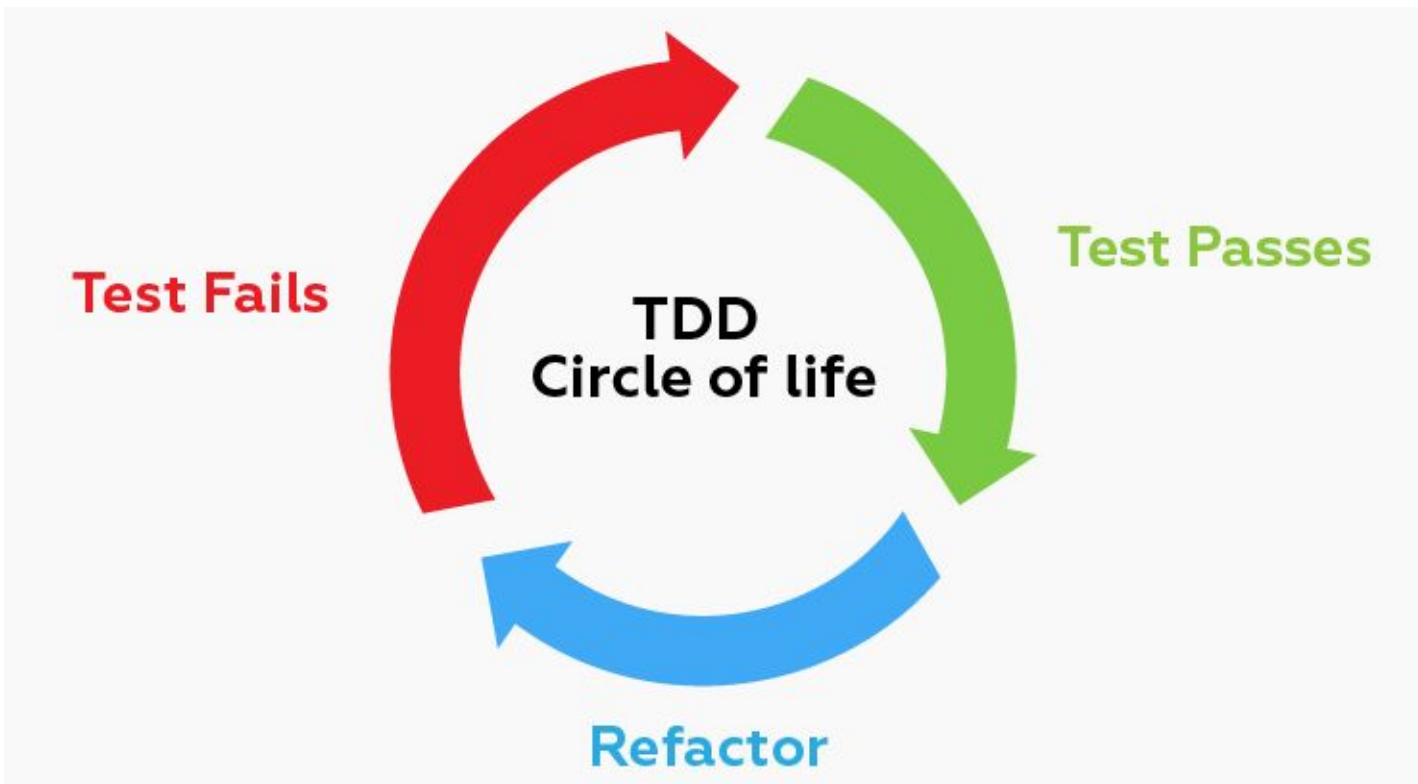 Test Fails
TDD
Circle of life
Test Passes
Refactor